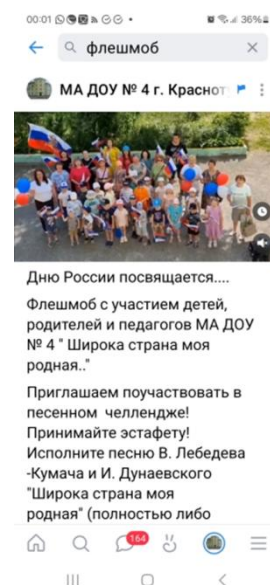 00:01
36%
флешмоб
МА ДОУ № 4 г. Краснот
Дню России посвящается....
Флешмоб с участием детей,
родителей и педагогов МА ДОУ
№ 4 " Широка страна моя
родная.."
Приглашаем поучаствовать в
песенном челлендже!
Принимайте эстафету!
Исполните песню В. Лебедева
-Кумача и И. Дунаевского
"Широка страна моя
родная" (полностью либо
164